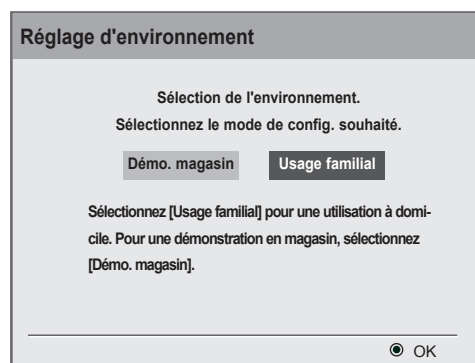 Réglage d'environnement
Sélection de l'environnement.
Sélectionnez le mode de config. souhaité.
Démo. magasin Usage familial
Sélectionnez [Usage familial] pour une utilisation à domi-
cile. Pour une démonstration en magasin, sélectionnez
[Démo. magasin].
OK